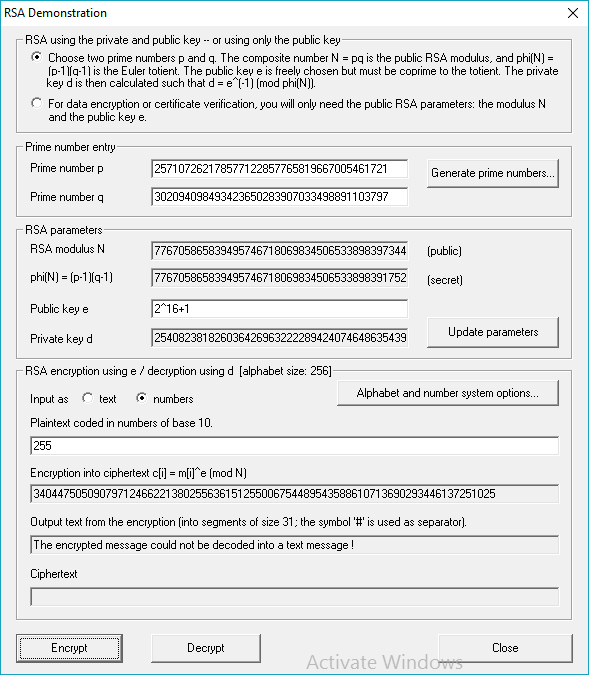 RSA Demonstration
RSA using the private and public key -- or using only the public key
Choose two prime numbers p and q. The composite number N = pq is the public RSA modulus, and phi(N) =
(p-1)(q-1) is the Euler totient. The public key e is freely chosen but must be coprime to the totient. The private
key d is then calculated such that d = e^(-1) (mod phi(N)).
For data encryption or certificate verification, you will only need the public RSA parameters: the modulus N
and the public key e.
Prime number entry
Prime number p
257107262178577122857765819667005461721
Generate prime numbers...
Prime number q
302094098493423650283907033498891103797
RSA parameters
RSA modulus N
776705865839495746718069834506533898397344
(public)
phi(N) = (p-1)(q-1)
776705865839495746718069834506533898391752
(secret)
Public key e
2^16+1
Private key d
254082381826036426963222289424074648635439
Update parameters
RSA encryption using e / decryption using d [alphabet size: 256]
Input as
text
numbers
Alphabet and number system options...
Plaintext coded in numbers of base 10.
255
Encryption into ciphertext c[i] = m[i]^e (mod N)
34044750509079712466221380255636151255006754489543588610713690293446137251025
Output text from the encryption (into segments of size 31; the symbol '#' is used as separator).
The encrypted message could not be decoded into a text message !
Ciphertext
Encrypt
Decrypt
Close
Activate Windows